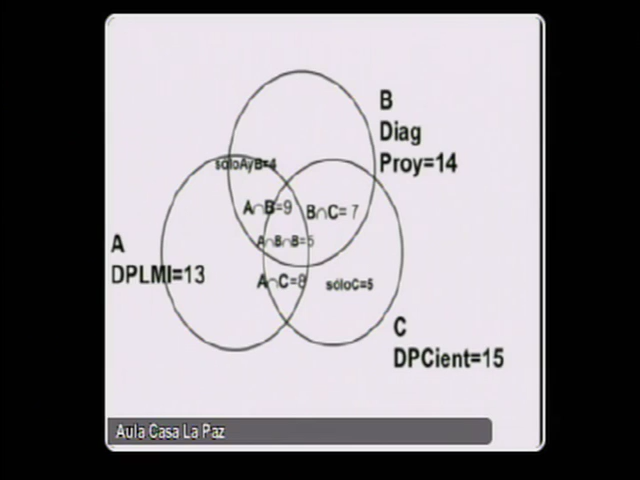 B
Diag
Proy=14
sóloAyB=4
A∩B=9
B∩C=7
A∩B∩B=5
A
DPLMI=13
A∩C=8
sóloC=5
C
DPCient=15
Aula Casa La Paz